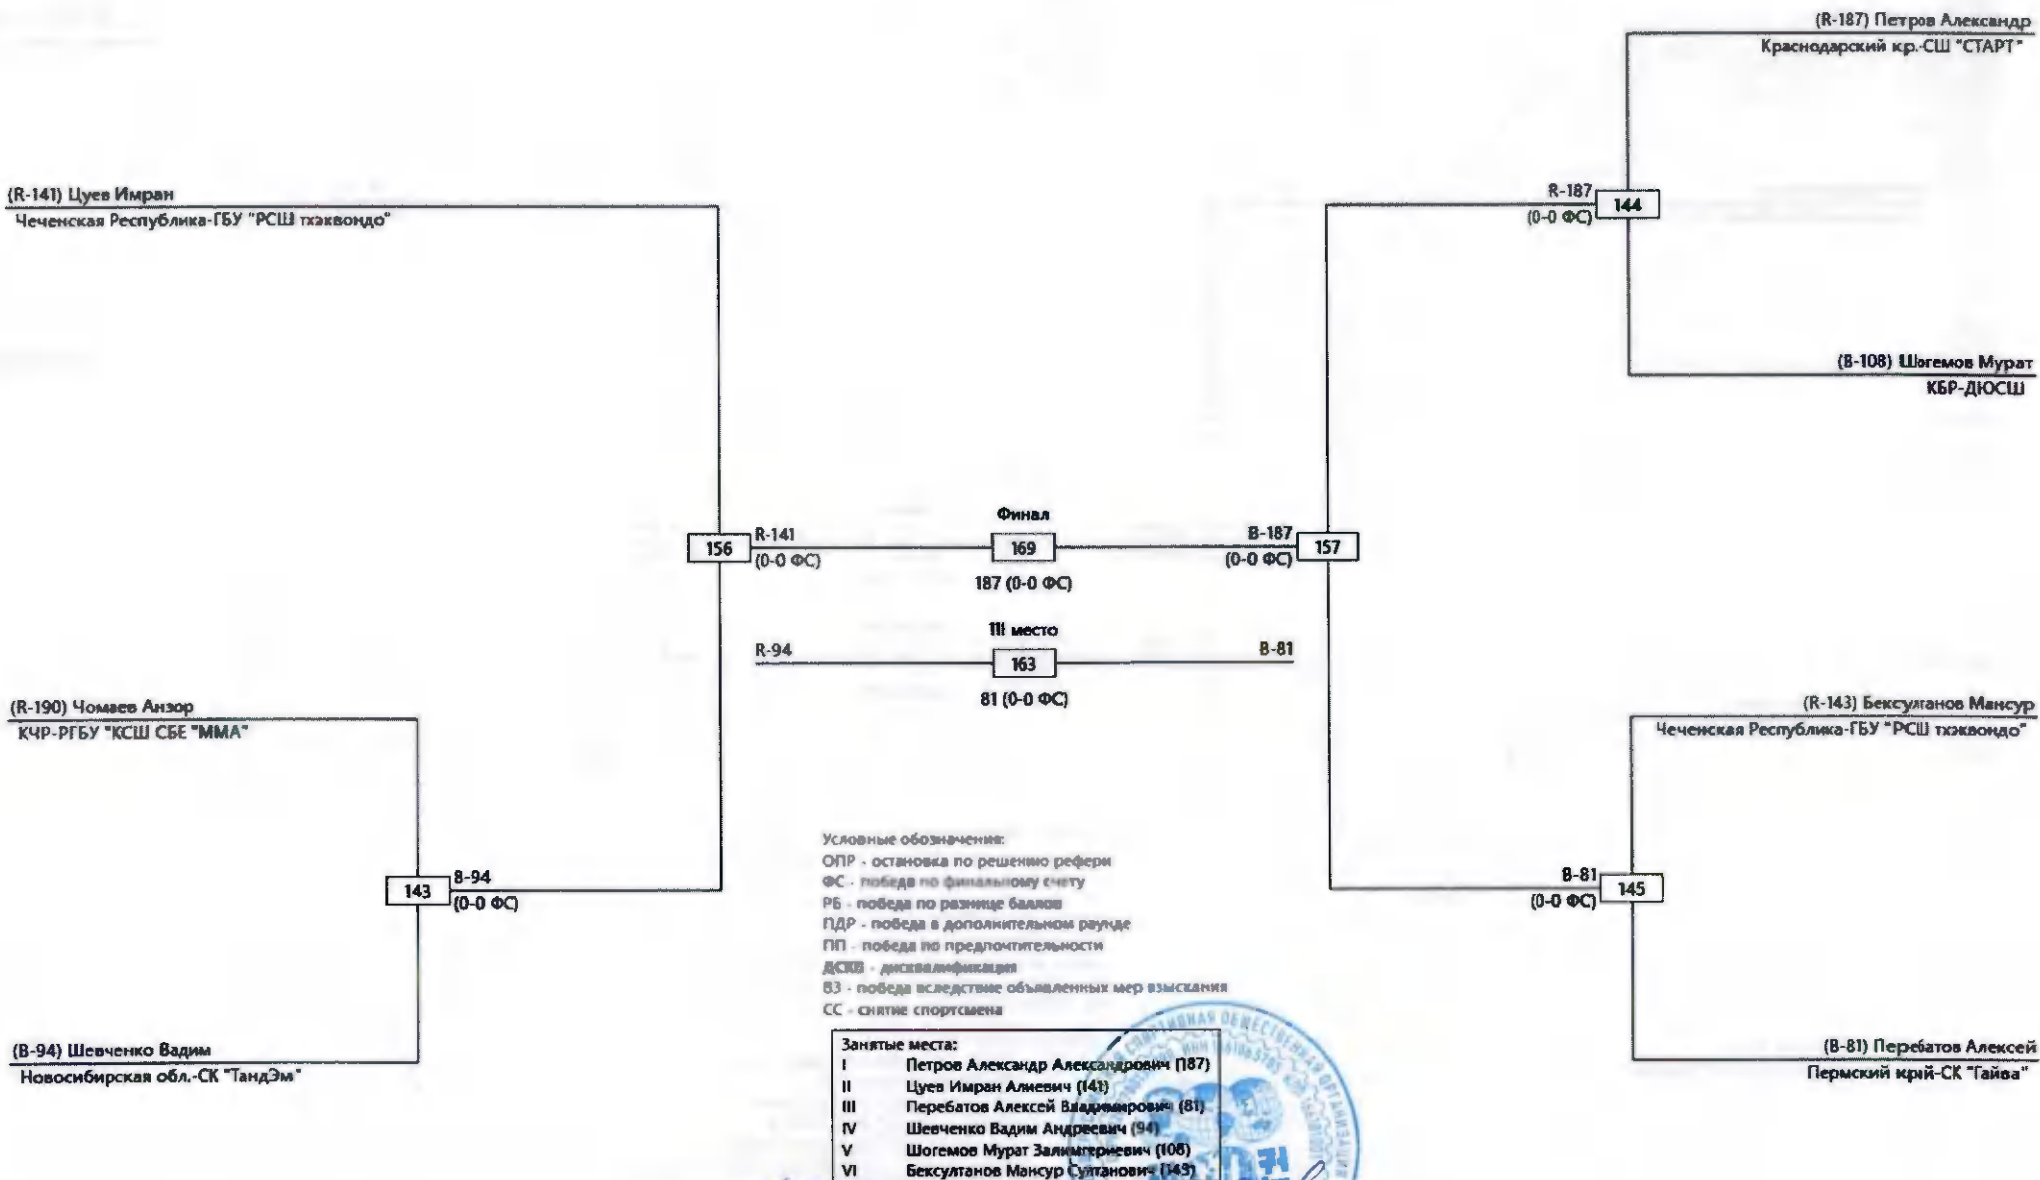 (R-187) Петров Александр
Краснодарский кр.-СШ "СТАРТ"
(R-141) Цуев Имран
Чеченская Республика-ГБУ "РСШ тхэквондо"
R-187
(0-0 ФС)
144
(B-108) Шогемов Мурат
КБР-ДЮСШ
Финал
156
R-141
(0-0 ФС)
169
187 (0-0 ФС)
B-187
(0-0 ФС)
157
III место
R-94
163
B-81
81 (0-0 ФС)
(R-190) Чомаев Анзор
КЧР-РГБУ "КСШ СБЕ "ММА"
(R-143) Бексултанов Мансур
Чеченская Республика-ГБУ "РСШ тхэквондо"
143
B-94
(0-0 ФС)
B-81
(0-0 ФС)
145
Условные обозначения:
ОПР - остановка по решению рефери
ФС - победа по финальному счету
РБ - победа по разнице баллов
ПДР - победа в дополнительном раунде
ПП - победа по предпочтительности
ДСКВ - дисквалификация
ВЗ - победа вследствие объявленных мер взыскания
СС - снятие спортсмена
(B-94) Шевченко Вадим
Новосибирская обл.-СК "ТандЭм"
(B-81) Перебатов Алексей
Пермский край-СК "Гайва"
Занятые места:
I Петров Александр Александрович (187)
II Цуев Имран Алиевич (141)
III Перебатов Алексей Владимирович (81)
IV Шевченко Вадим Андреевич (94)
V Шогемов Мурат Залимгериевич (108)
VI Бексултанов Мансур Султанович (143)
СПОРТИВНАЯ ОБЩЕСТВЕННАЯ ОРГАНИЗАЦИЯ